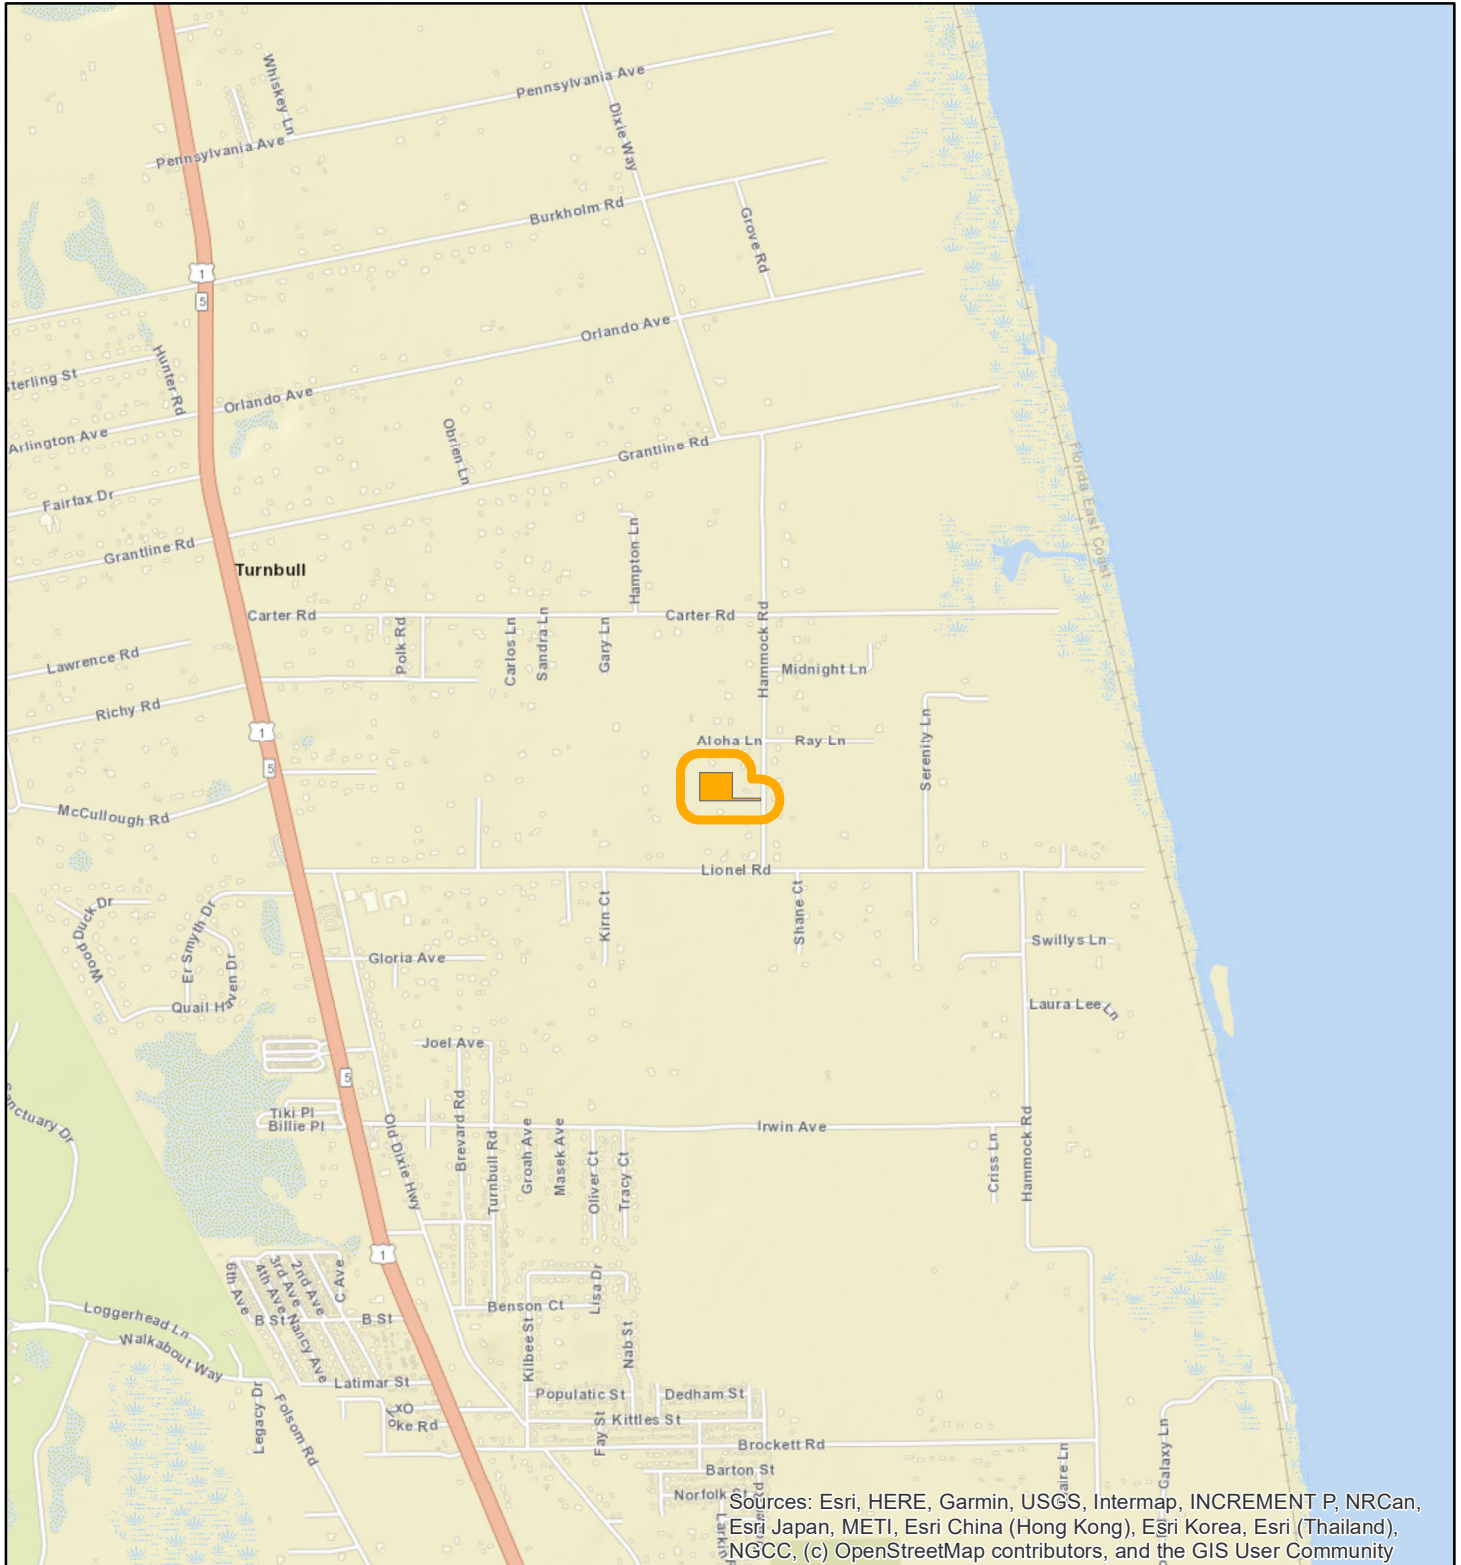 Whiskey Ln
Pennsylvania Ave
Pennsylvania Ave
Dixie Way
Burkholm Rd
Grove Rd
1
5
Orlando Ave
Hunter Rd
Sterling St
Orlando Ave
Arlington Ave
Obrien Ln
Grantline Rd
Florida East Coast
Fairfax Dr
Grantline Rd
Turnbull
Hampton Ln
Carter Rd
Carter Rd
Polk Rd
Carlos Ln
Sandra Ln
Gary Ln
Hammock Rd
Midnight Ln
Lawrence Rd
Richy Rd
1
Aloha Ln
Ray Ln
Serenity Ln
5
McCullough Rd
Lionel Rd
Wood Duck Dr
Er Smyth Dr
Kirn Ct
Shane Ct
Swillys Ln
Gloria Ave
Quail Haven Dr
Laura Lee Ln
Joel Ave
5
Sanctuary Dr
Tiki Pl
Billie Pl
Old Dixie Hwy
Brevard Rd
Turnbull Rd
Groah Ave
Masek Ave
Oliver Ct
Tracy Ct
Irwin Ave
Criss Ln
Hammock Rd
1
6th Ave
4th Ave
3rd Ave
2nd Ave
C Ave
Lisa Dr
Benson Ct
Loggerhead Ln
B St
Nancy Ave
B St
Walkabout Way
Kilbee St
Nab St
Latimar St
Populatic St
Dedham St
Legacy Dr
Folsom Rd
Ox
Yoke Rd
Fay St
Kittles St
Brockett Rd
Galaxy Ln
Barton St
Norfolk St
Sources: Esri, HERE, Garmin, USGS, Intermap, INCREMENT P, NRCan,
Esri Japan, METI, Esri China (Hong Kong), Esri Korea, Esri (Thailand),
NGCC, (c) OpenStreetMap contributors, and the GIS User Community